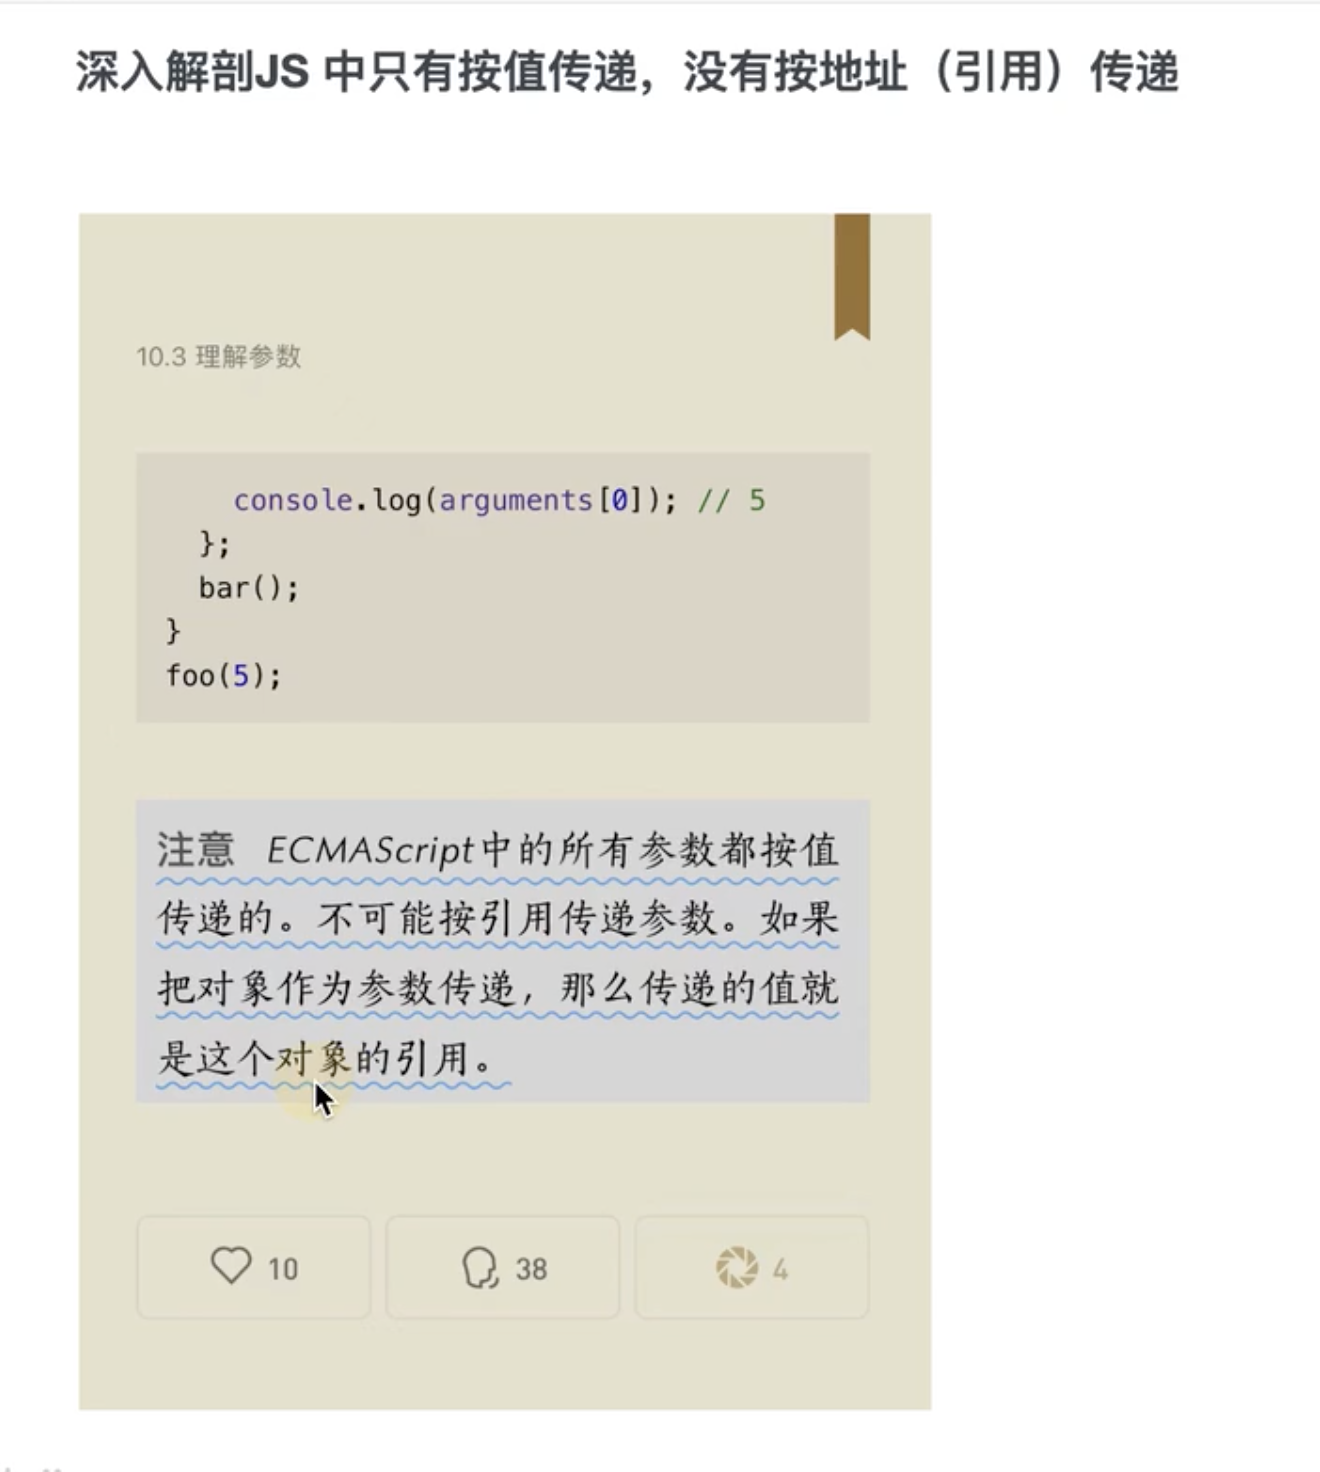 深入解剖JS 中只有按值传递，没有按地址（引用）传递
10.3 理解参数
console.log(arguments[0]); // 5
};
bar();
}
foo(5);
注意 ECMAScript中的所有参数都按值
传递的。不可能按引用传递参数。如果
把对象作为参数传递，那么传递的值就
是这个对象的引用。
10 38 4